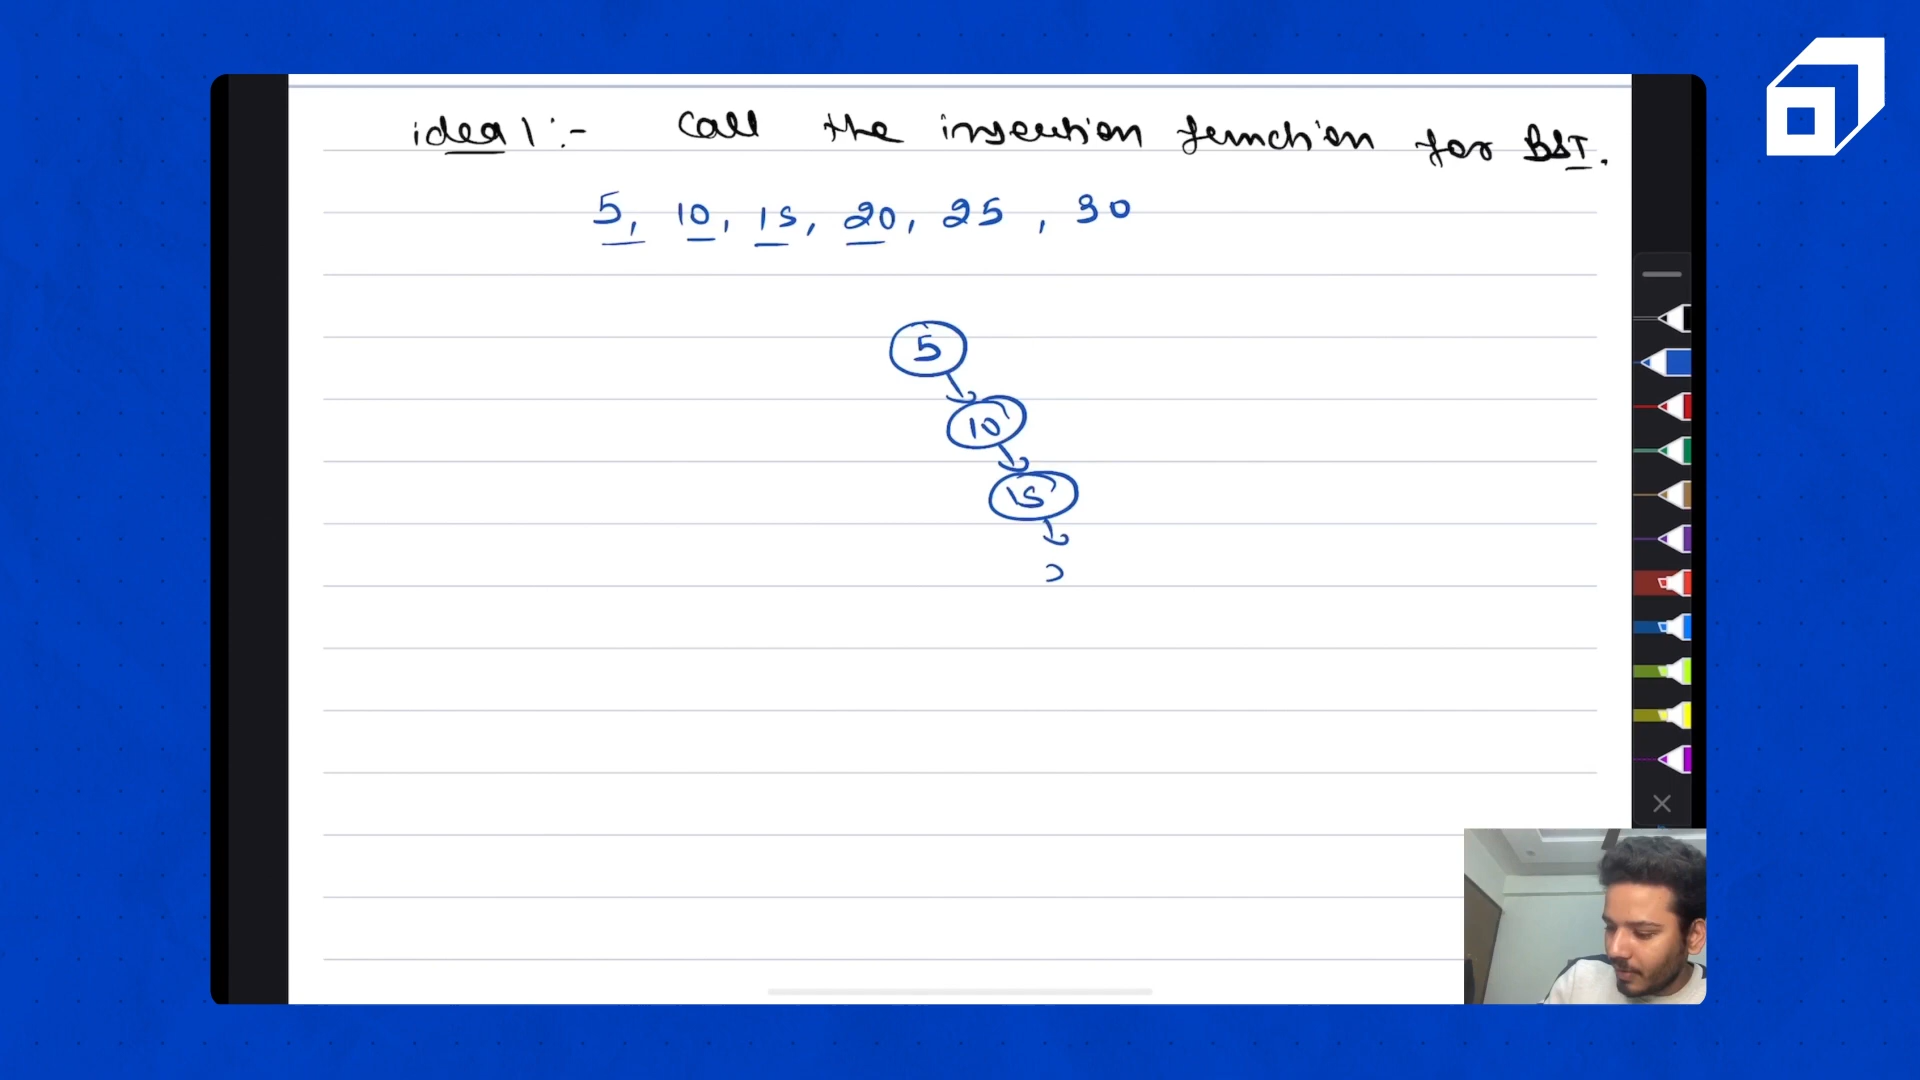 idea 1 :- Call the insertion function for BST.
5, 10, 15, 20, 25, 30
5
10
15